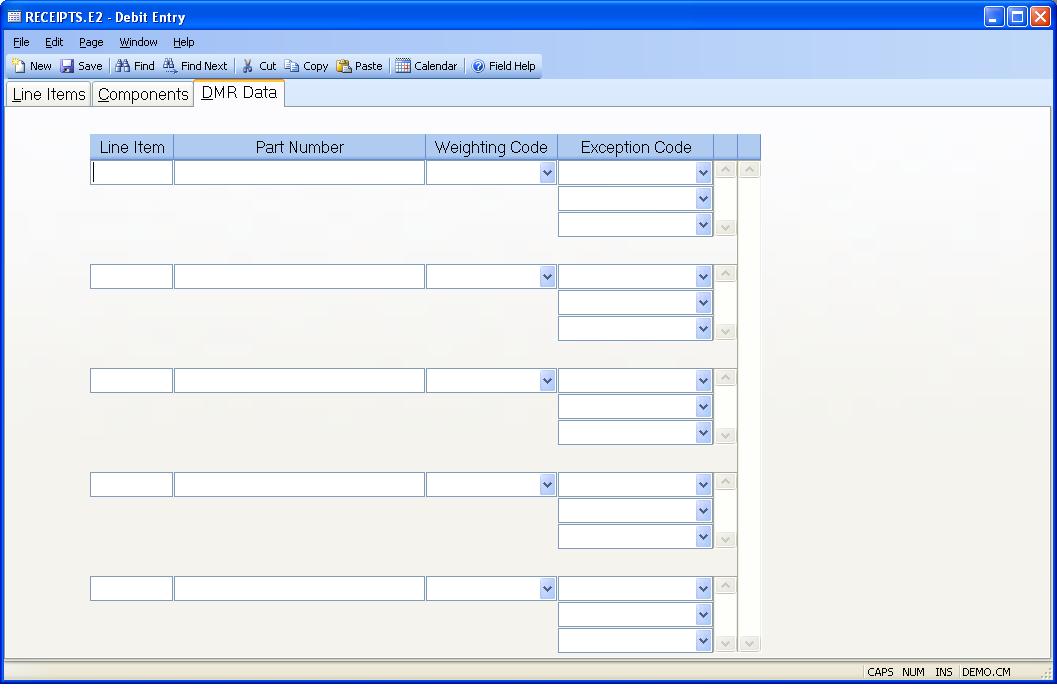 RECEIPTS.E2 - Debit Entry
File Edit Page Window Help
New Save Find Find Next Cut Copy Paste Calendar Field Help
Line Items Components DMR Data
Line Item Part Number Weighting Code Exception Code
CAPS NUM INS DEMO.CM